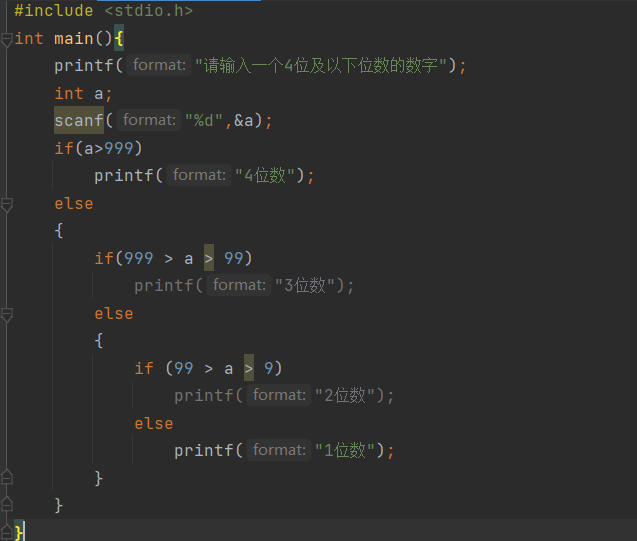 #include <stdio.h>
int main(){
    printf( format: "请输入一个4位及以下位数的数字");
    int a;
    scanf( format: "%d",&a);
    if(a>999)
        printf( format: "4位数");
    else
    {
        if(999 > a > 99)
            printf( format: "3位数");
        else
        {
            if (99 > a > 9)
                printf( format: "2位数");
            else
                printf( format: "1位数");
        }
    }
}